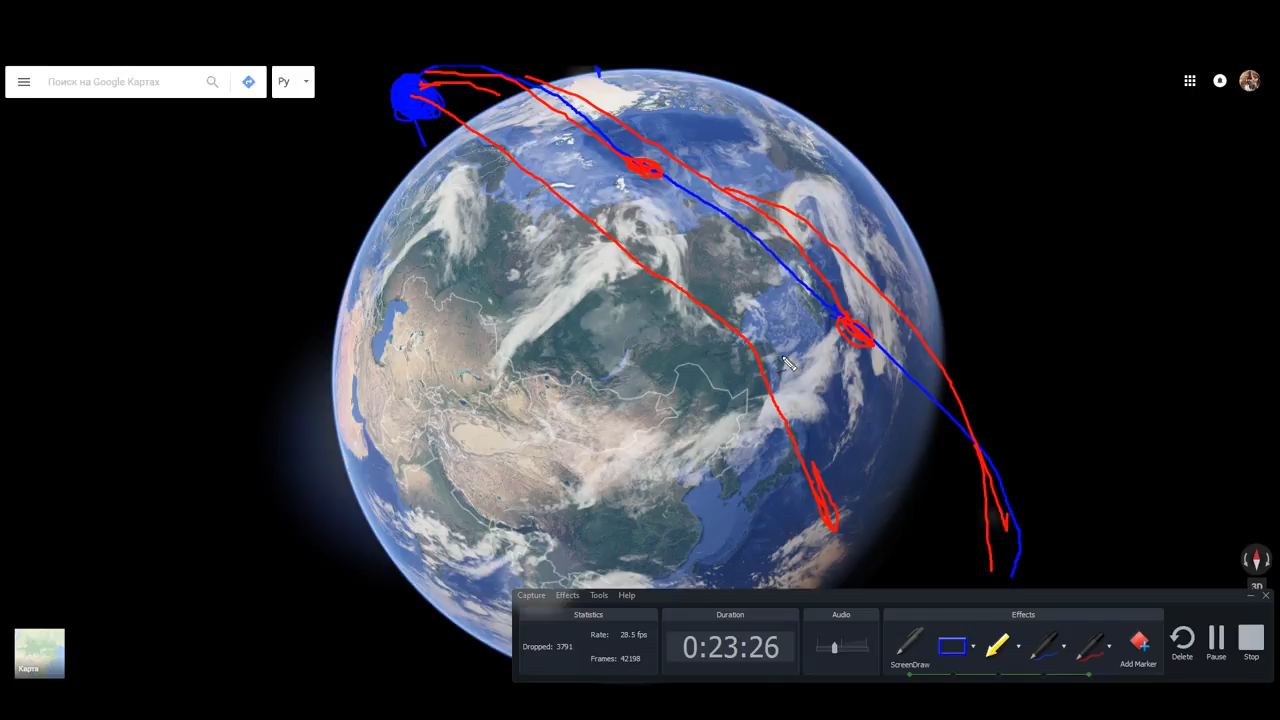 Поиск на Google Картах
Ру
3D
Карта
Capture Effects Tools Help
Statistics
Duration
Audio
Effects
Dropped: 3791
Rate: 28.5 fps
Frames: 42198
0:23:26
ScreenDraw
Add Marker
Delete
Pause
Stop